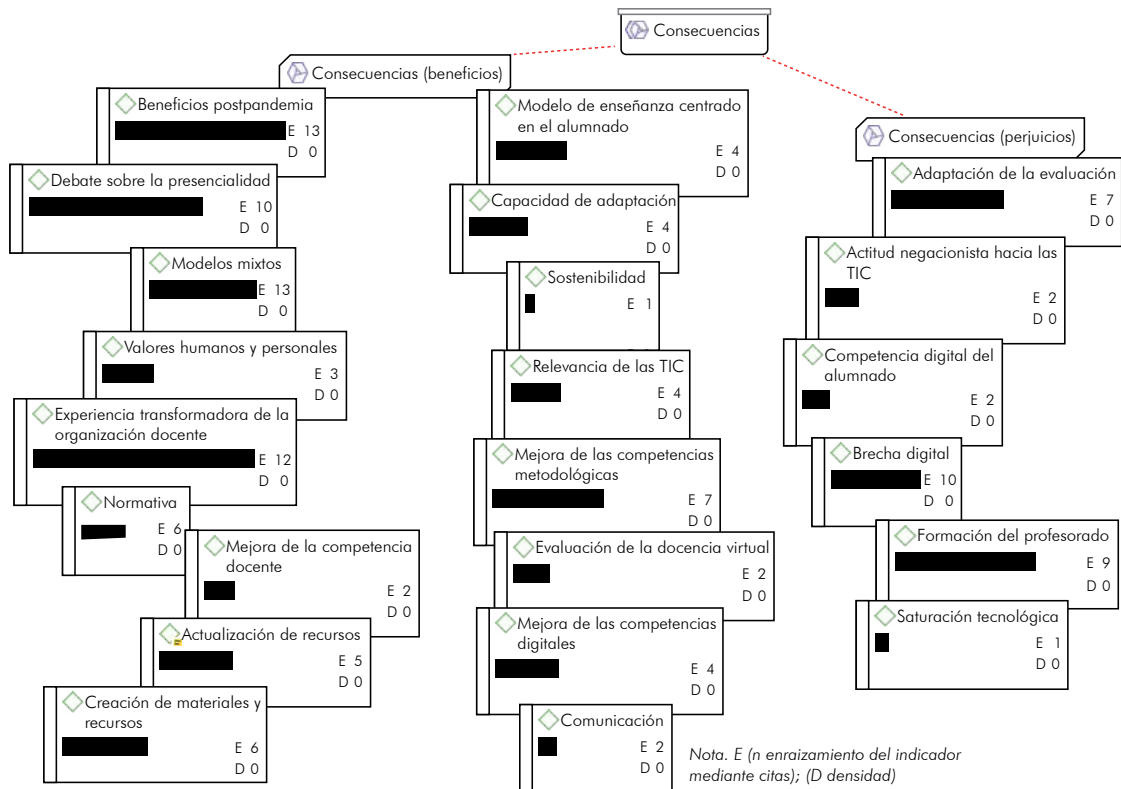 Consecuencias
Consecuencias (beneficios)
Beneficios postpandemia
E 13
D 0
Debate sobre la presencialidad
E 10
D 0
Modelos mixtos
E 13
D 0
Valores humanos y personales
E 3
D 0
Experiencia transformadora de la
organización docente
E 12
D 0
Normativa
E 6
D 0
Mejora de la competencia
docente
E 2
D 0
Actualización de recursos
E 5
D 0
Creación de materiales y
recursos
E 6
D 0
Modelo de enseñanza centrado
en el alumnado
E 4
D 0
Capacidad de adaptación
E 4
D 0
Sostenibilidad
E 1
Relevancia de las TIC
E 4
D 0
Mejora de las competencias
metodológicas
E 7
D 0
Evaluación de la docencia virtual
E 2
D 0
Mejora de las competencias
digitales
E 4
D 0
Comunicación
E 2
D 0
Consecuencias (perjuicios)
Adaptación de la evaluación
E 7
D 0
Actitud negacionista hacia las
TIC
E 2
D 0
Competencia digital del
alumnado
E 2
D 0
Brecha digital
E 10
D 0
Formación del profesorado
E 9
D 0
Saturación tecnológica
E 1
D 0
Nota. E (n enraizamiento del indicador
mediante citas); (D densidad)